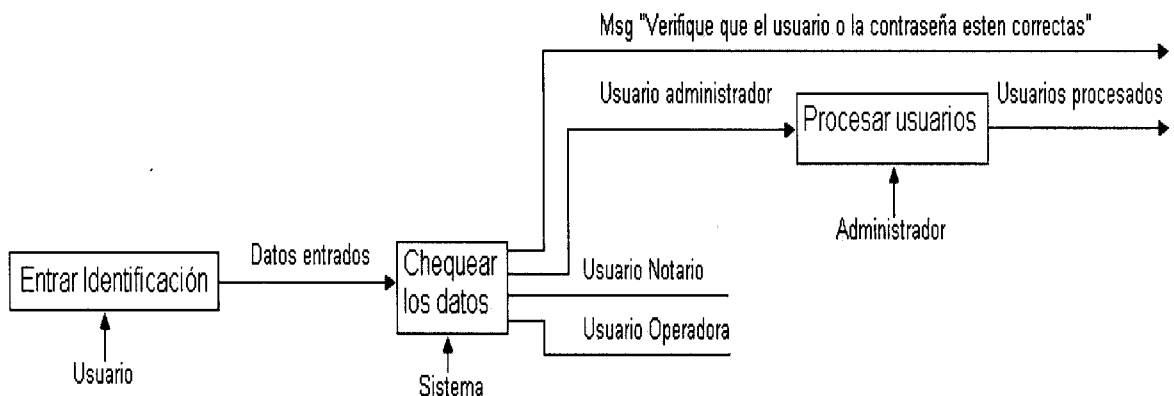 Msg "Verifique que el usuario o la contraseña esten correctas"
Usuario administrador
Procesar usuarios
Usuarios procesados
Administrador
Entrar Identificación
Datos entrados
Chequear
los datos
Usuario Notario
Usuario Operadora
Usuario
Sistema